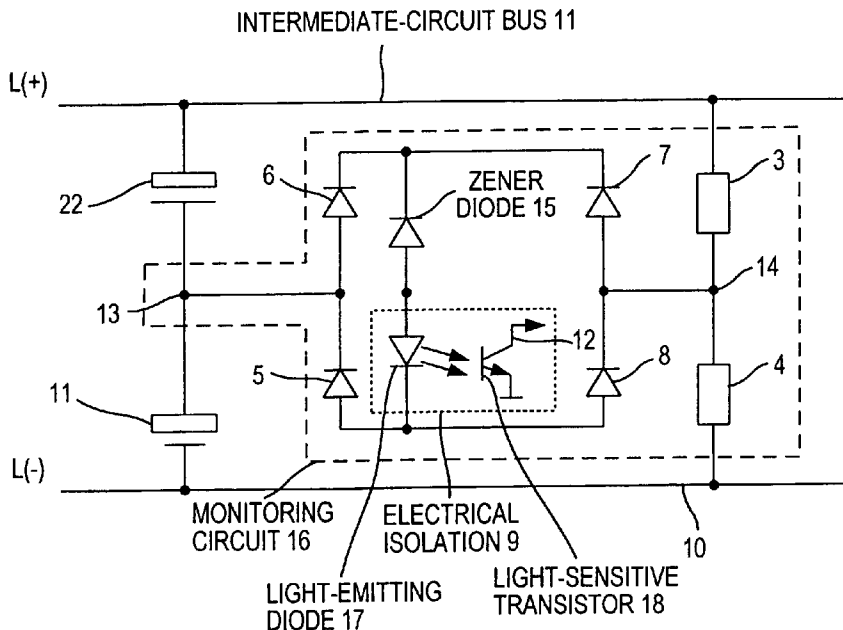 INTERMEDIATE-CIRCUIT BUS 11
L(+)
6
7
3
ZENER
DIODE 15
22
14
13
12
5
8
4
11
L(-)
MONITORING
CIRCUIT 16
ELECTRICAL
ISOLATION 9
10
LIGHT-EMITTING
DIODE 17
LIGHT-SENSITIVE
TRANSISTOR 18